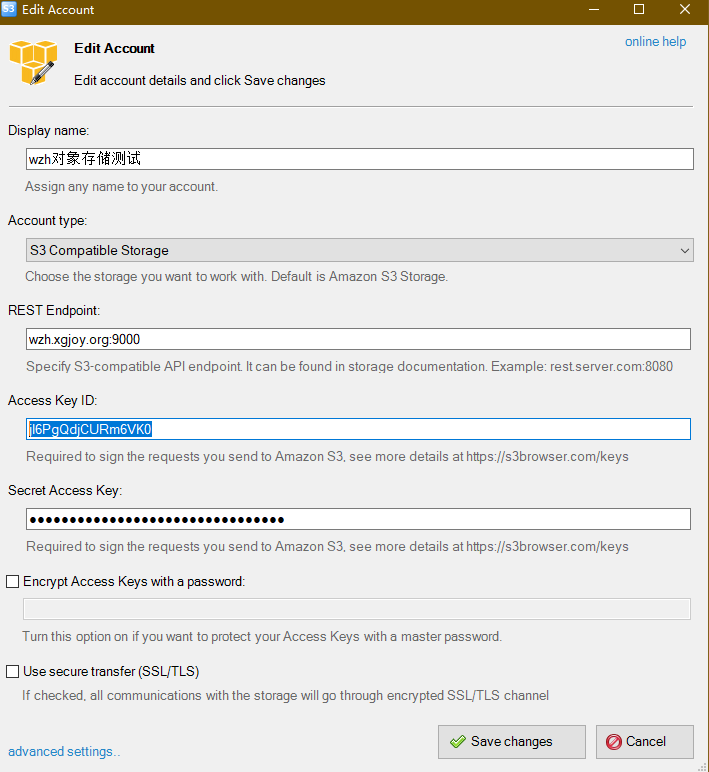 S3 Edit Account
Edit Account
online help
Edit account details and click Save changes
Display name:
wzh对象存储测试
Assign any name to your account.
Account type:
S3 Compatible Storage
Choose the storage you want to work with. Default is Amazon S3 Storage.
REST Endpoint:
wzh.xgjoy.org:9000
Specify S3-compatible API endpoint. It can be found in storage documentation. Example: rest.server.com:8080
Access Key ID:
jI6PgQdjCURm6VK0
Required to sign the requests you send to Amazon S3, see more details at https://s3browser.com/keys
Secret Access Key:
●●●●●●●●●●●●●●●●●●●●●●●●●●●●●●●●
Required to sign the requests you send to Amazon S3, see more details at https://s3browser.com/keys
Encrypt Access Keys with a password:
Turn this option on if you want to protect your Access Keys with a master password.
Use secure transfer (SSL/TLS)
If checked, all communications with the storage will go through encrypted SSL/TLS channel
advanced settings..
Save changes
Cancel